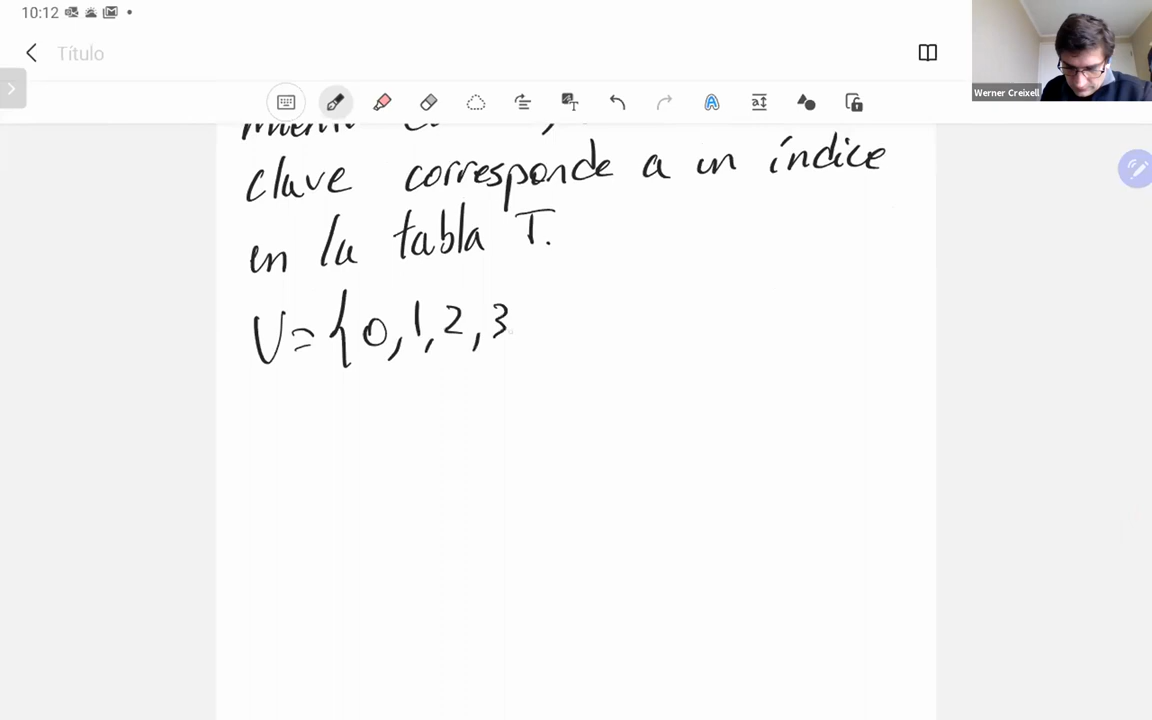 10:12
Título
Werner Creixell
clave corresponde a un índice
en la tabla T.
U={0,1,2,3